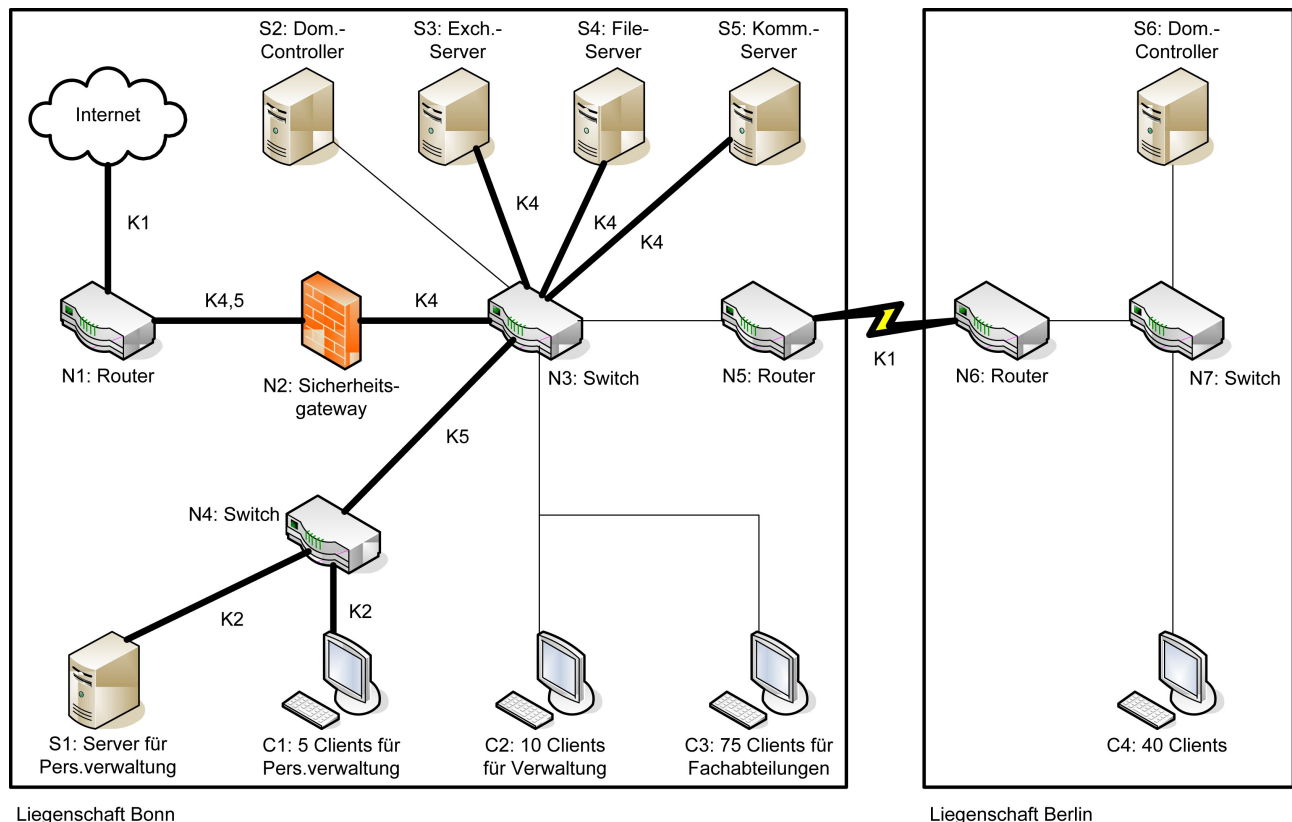 S2: Dom.-
Controller
S3: Exch.-
Server
S4: File-
Server
S5: Komm.-
Server
S6: Dom.-
Controller
Internet
K1
K4
K4
K4
K4,5
K4
N1: Router
N2: Sicherheits-
gateway
N3: Switch
N5: Router
K1
N6: Router
N7: Switch
K5
N4: Switch
K2
K2
S1: Server für
Pers.verwaltung
C1: 5 Clients für
Pers.verwaltung
C2: 10 Clients
für Verwaltung
C3: 75 Clients für
Fachabteilungen
C4: 40 Clients
Liegenschaft Bonn
Liegenschaft Berlin